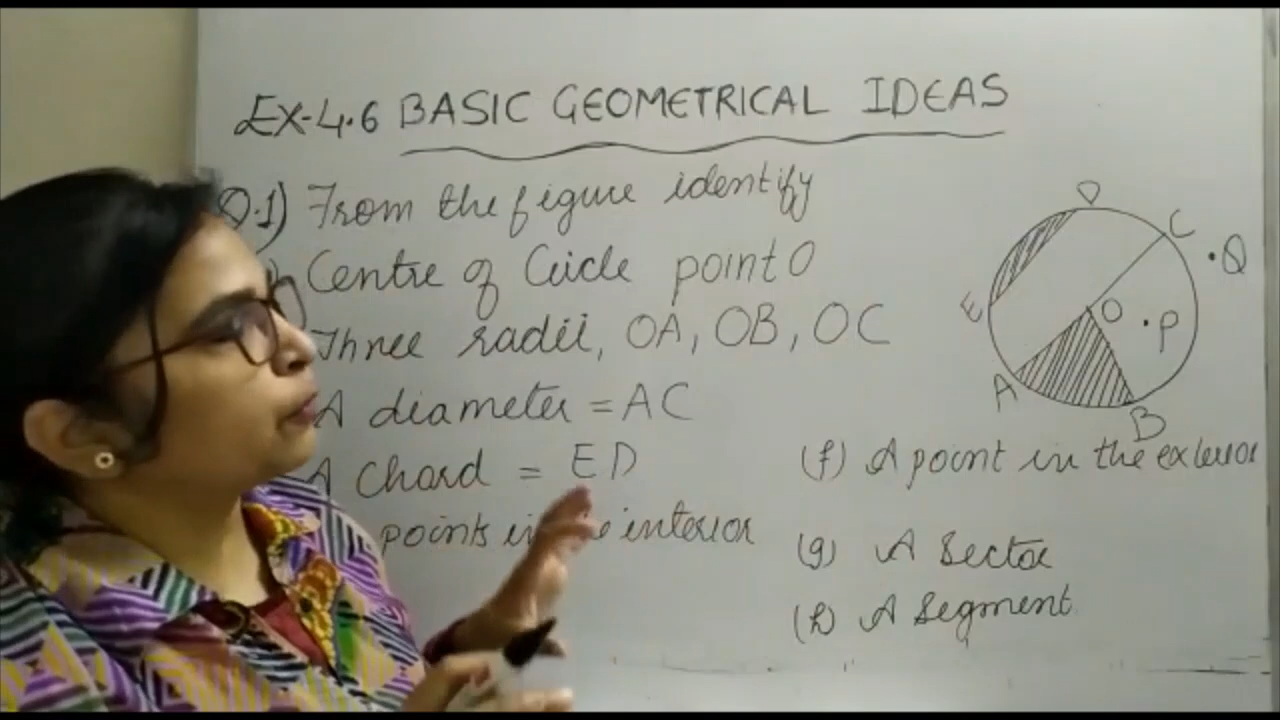 EX-4.6 BASIC GEOMETRICAL IDEAS
Q.1) From the figure identify
Centre of Circle point O
Three radii, OA, OB, OC
A diameter = AC
A Chord = ED
points in interior
D
C
Q
E
O
P
A
B
(f) A point in the exterior
(g) A Sector
(h) A Segment